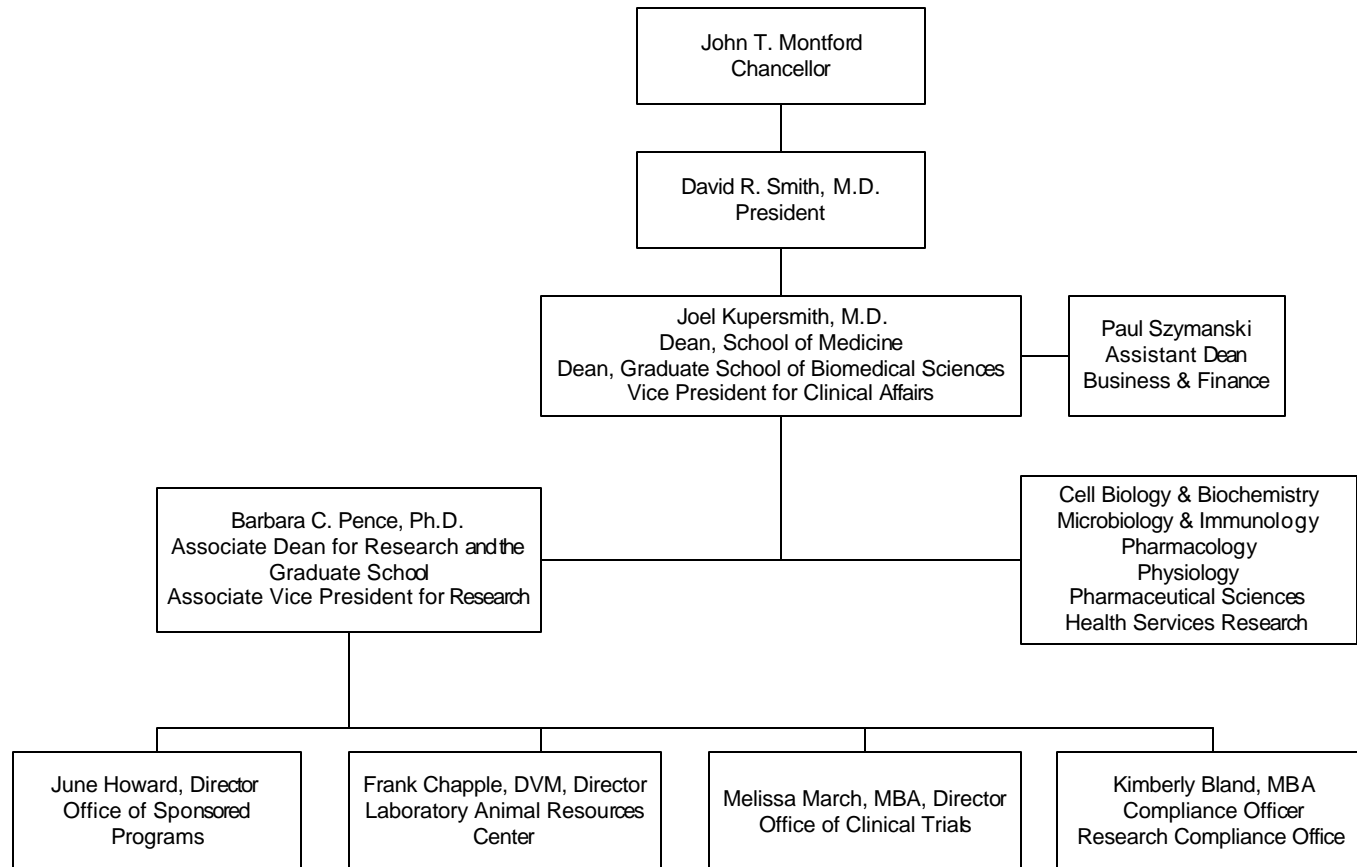 John T. Montford
Chancellor
David R. Smith, M.D.
President
Joel Kupersmith, M.D.
Dean, School of Medicine
Dean, Graduate School of Biomedical Sciences
Vice President for Clinical Affairs
Paul Szymanski
Assistant Dean
Business & Finance
Barbara C. Pence, Ph.D.
Associate Dean for Research and the
Graduate School
Associate Vice President for Research
Cell Biology & Biochemistry
Microbiology & Immunology
Pharmacology
Physiology
Pharmaceutical Sciences
Health Services Research
June Howard, Director
Office of Sponsored
Programs
Frank Chapple, DVM, Director
Laboratory Animal Resources
Center
Melissa March, MBA, Director
Office of Clinical Trials
Kimberly Bland, MBA
Compliance Officer
Research Compliance Office